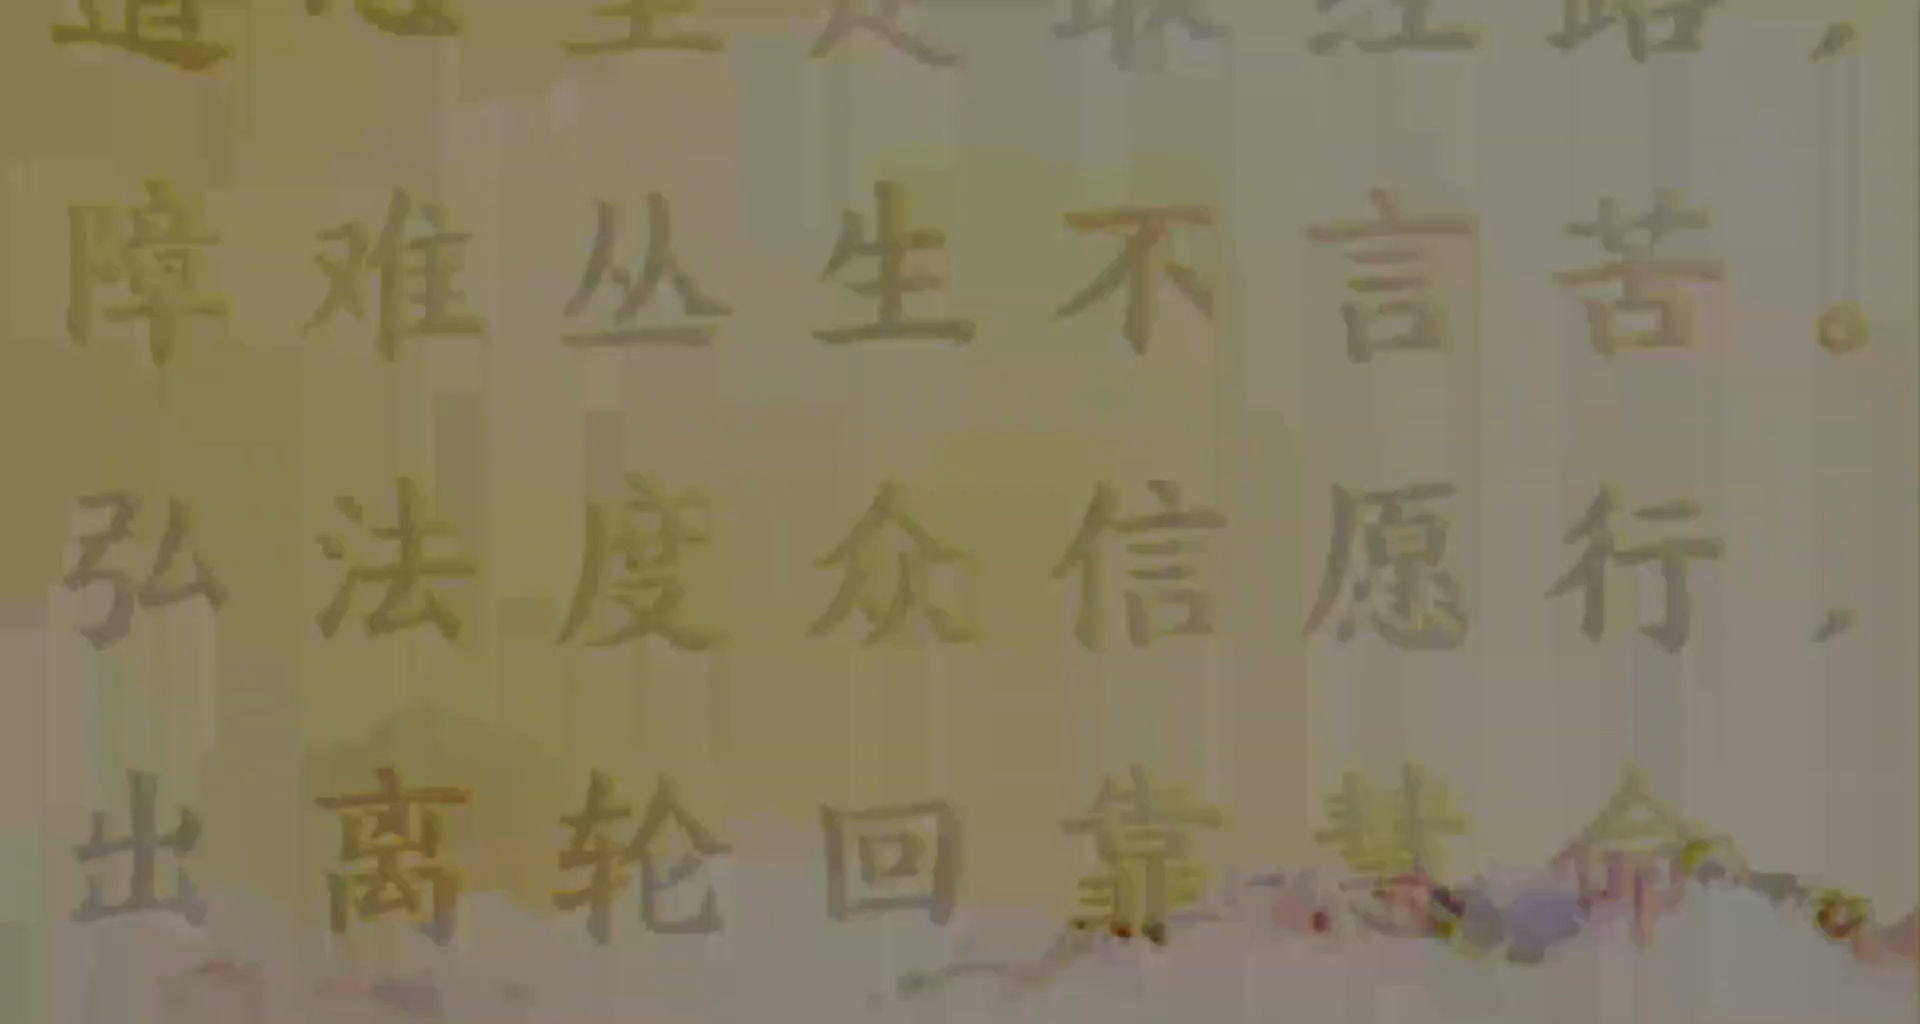 障难丛生不言苦。
弘法度众信愿行，
出离轮回靠慧命。